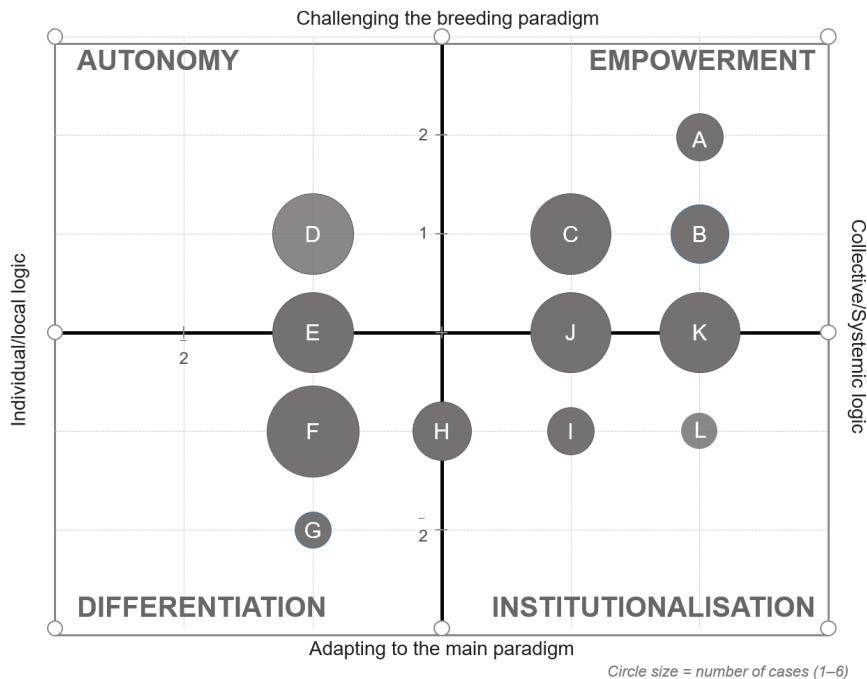 Challenging the breeding paradigm
AUTONOMY
EMPOWERMENT
2
A
D
1
C
B
Individual/local logic
Collective/Systemic logic
E
J
K
–
2
F
H
I
L
–
2
G
DIFFERENTIATION
INSTITUTIONALISATION
Adapting to the main paradigm
Circle size = number of cases (1–6)